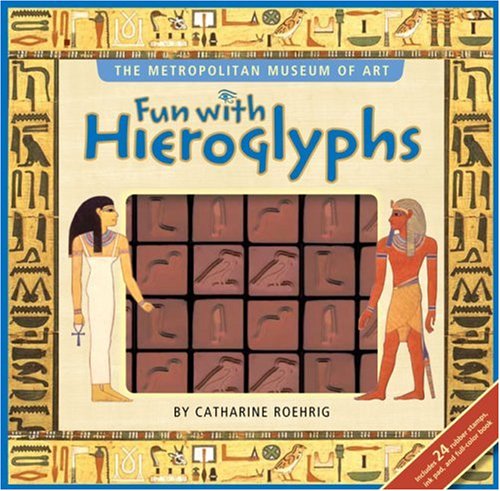 THE METROPOLITAN MUSEUM OF ART
Fun with
Hieroglyphs
BY CATHARINE ROEHRIG
Includes 24 rubber stamps,
ink pad, and full-color book